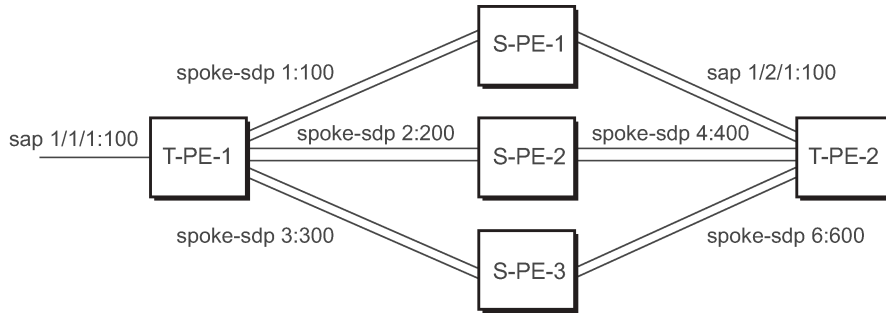 S-PE-1
spoke-sdp 1:100
sap 1/2/1:100
sap 1/1/1:100
T-PE-1
spoke-sdp 2:200
S-PE-2
spoke-sdp 4:400
T-PE-2
spoke-sdp 3:300
S-PE-3
spoke-sdp 6:600